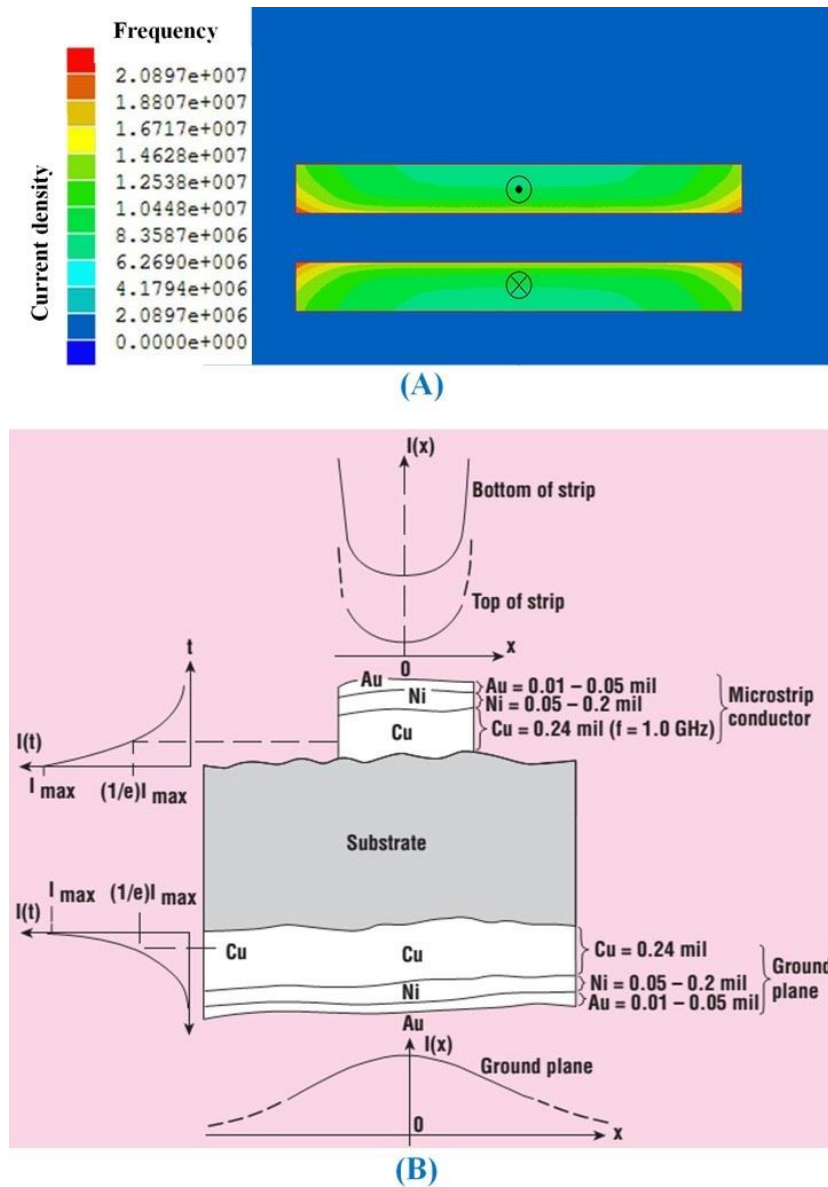 Frequency
Current density
2.0897e+007
1.8807e+007
1.6717e+007
1.4628e+007
1.2538e+007
1.0448e+007
8.3587e+006
6.2690e+006
4.1794e+006
2.0897e+006
0.0000e+000
(A)
I(x)
Bottom of strip
Top of strip
x
0
t
Au
Ni
Cu
Au = 0.01 – 0.05 mil
Ni = 0.05 – 0.2 mil
Cu = 0.24 mil (f = 1.0 GHz)
Microstrip
conductor
I(t)
I max
(1/e)I max
Substrate
I max
(1/e)I max
I(t)
Cu
Cu
Ni
Au
Cu = 0.24 mil
Ni = 0.05 – 0.2 mil
Au = 0.01 – 0.05 mil
Ground
plane
I(x)
Ground plane
0
x
(B)